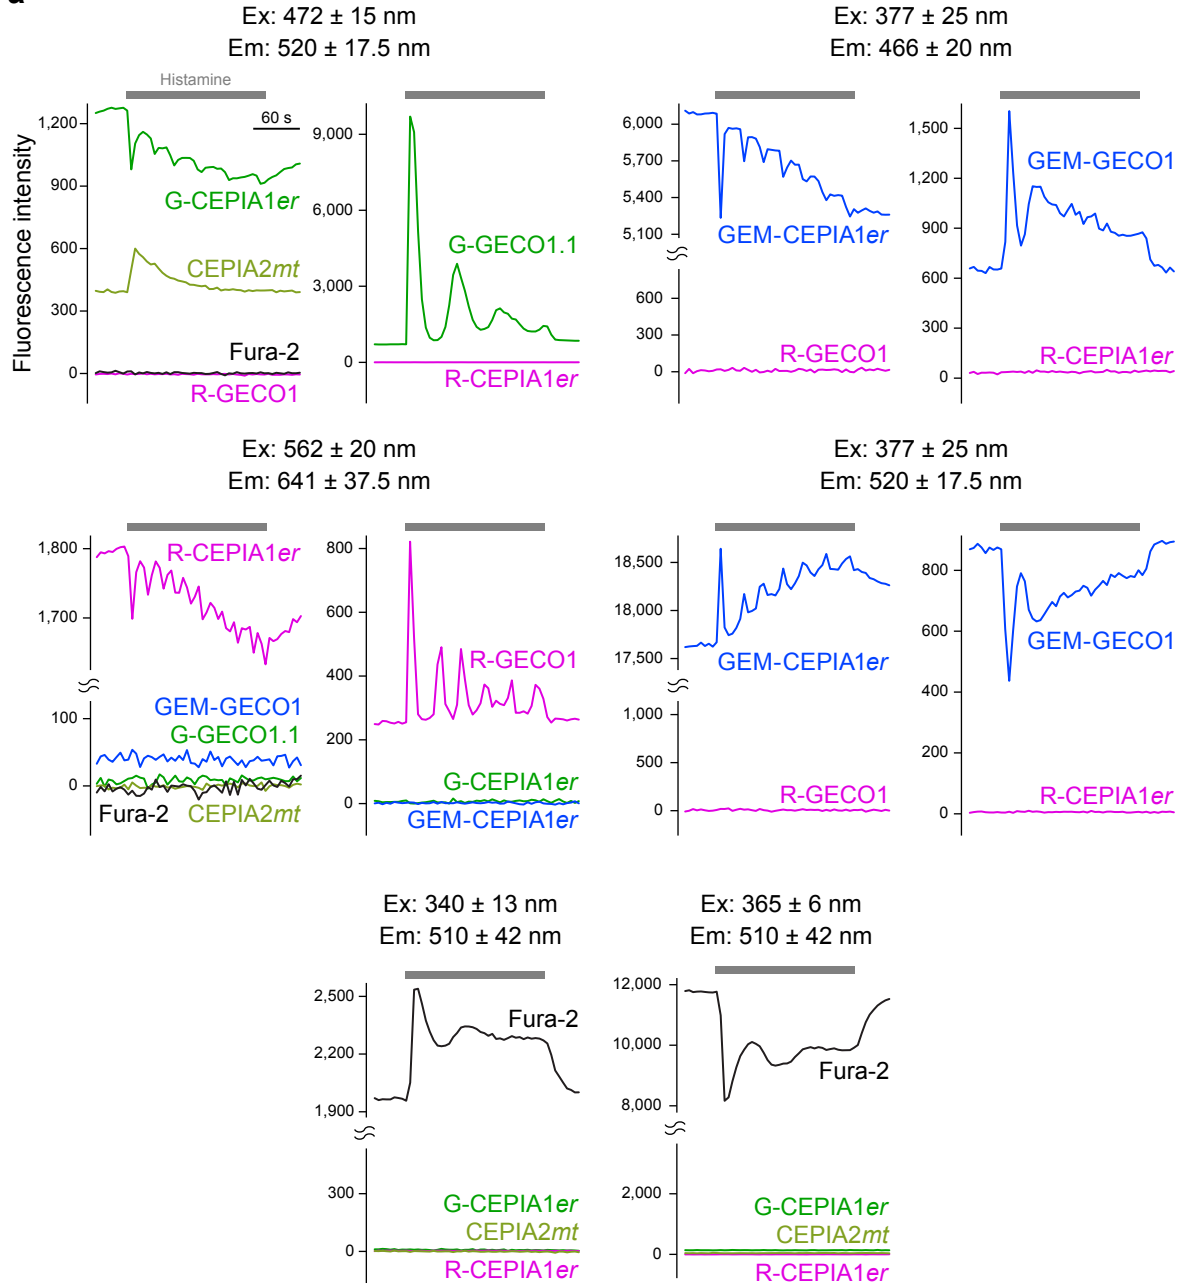 a
Ex: 472 ± 15 nm
Em: 520 ± 17.5 nm
Ex: 377 ± 25 nm
Em: 466 ± 20 nm
Histamine
60 s
Fluorescence intensity
1,200
900
600
300
0
G-CEPIA1er
CEPIA2mt
Fura-2
R-GECO1
9,000
6,000
3,000
0
G-GECO1.1
R-CEPIA1er
6,000
5,700
5,400
5,100
600
300
0
GEM-CEPIA1er
R-GECO1
1,500
1,200
900
600
300
0
GEM-GECO1
R-CEPIA1er
Ex: 562 ± 20 nm
Em: 641 ± 37.5 nm
Ex: 377 ± 25 nm
Em: 520 ± 17.5 nm
1,800
1,700
100
0
R-CEPIA1er
GEM-GECO1
G-GECO1.1
Fura-2
CEPIA2mt
800
600
400
200
0
R-GECO1
G-CEPIA1er
GEM-CEPIA1er
18,500
18,000
17,500
1,000
500
0
GEM-CEPIA1er
R-GECO1
800
600
400
200
0
GEM-GECO1
R-CEPIA1er
Ex: 340 ± 13 nm
Em: 510 ± 42 nm
Ex: 365 ± 6 nm
Em: 510 ± 42 nm
2,500
2,200
1,900
300
0
Fura-2
G-CEPIA1er
CEPIA2mt
R-CEPIA1er
12,000
10,000
8,000
2,000
0
Fura-2
G-CEPIA1er
CEPIA2mt
R-CEPIA1er